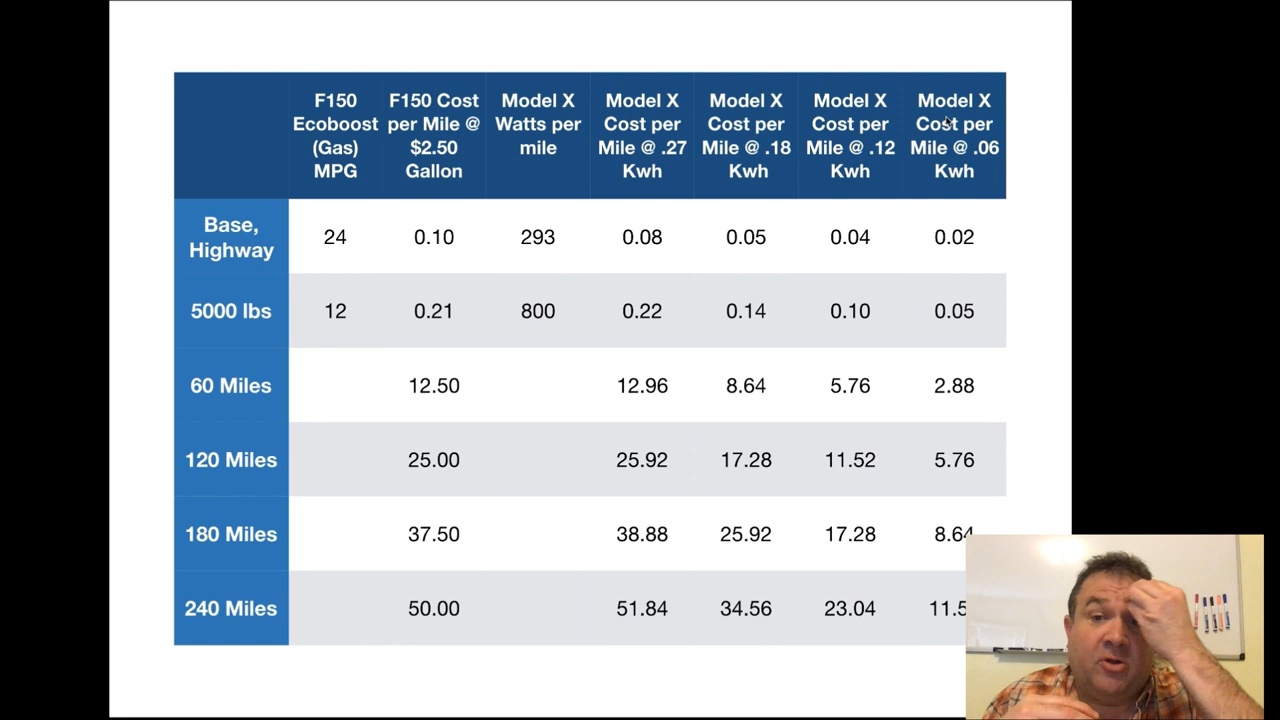 F150 Ecoboost (Gas) MPG
F150 Cost per Mile @ $2.50 Gallon
Model X Watts per mile
Model X Cost per Mile @ .27 Kwh
Model X Cost per Mile @ .18 Kwh
Model X Cost per Mile @ .12 Kwh
Model X Cost per Mile @ .06 Kwh
Base, Highway 24 0.10 293 0.08 0.05 0.04 0.02
5000 lbs 12 0.21 800 0.22 0.14 0.10 0.05
60 Miles 12.50 12.96 8.64 5.76 2.88
120 Miles 25.00 25.92 17.28 11.52 5.76
180 Miles 37.50 38.88 25.92 17.28 8.64
240 Miles 50.00 51.84 34.56 23.04